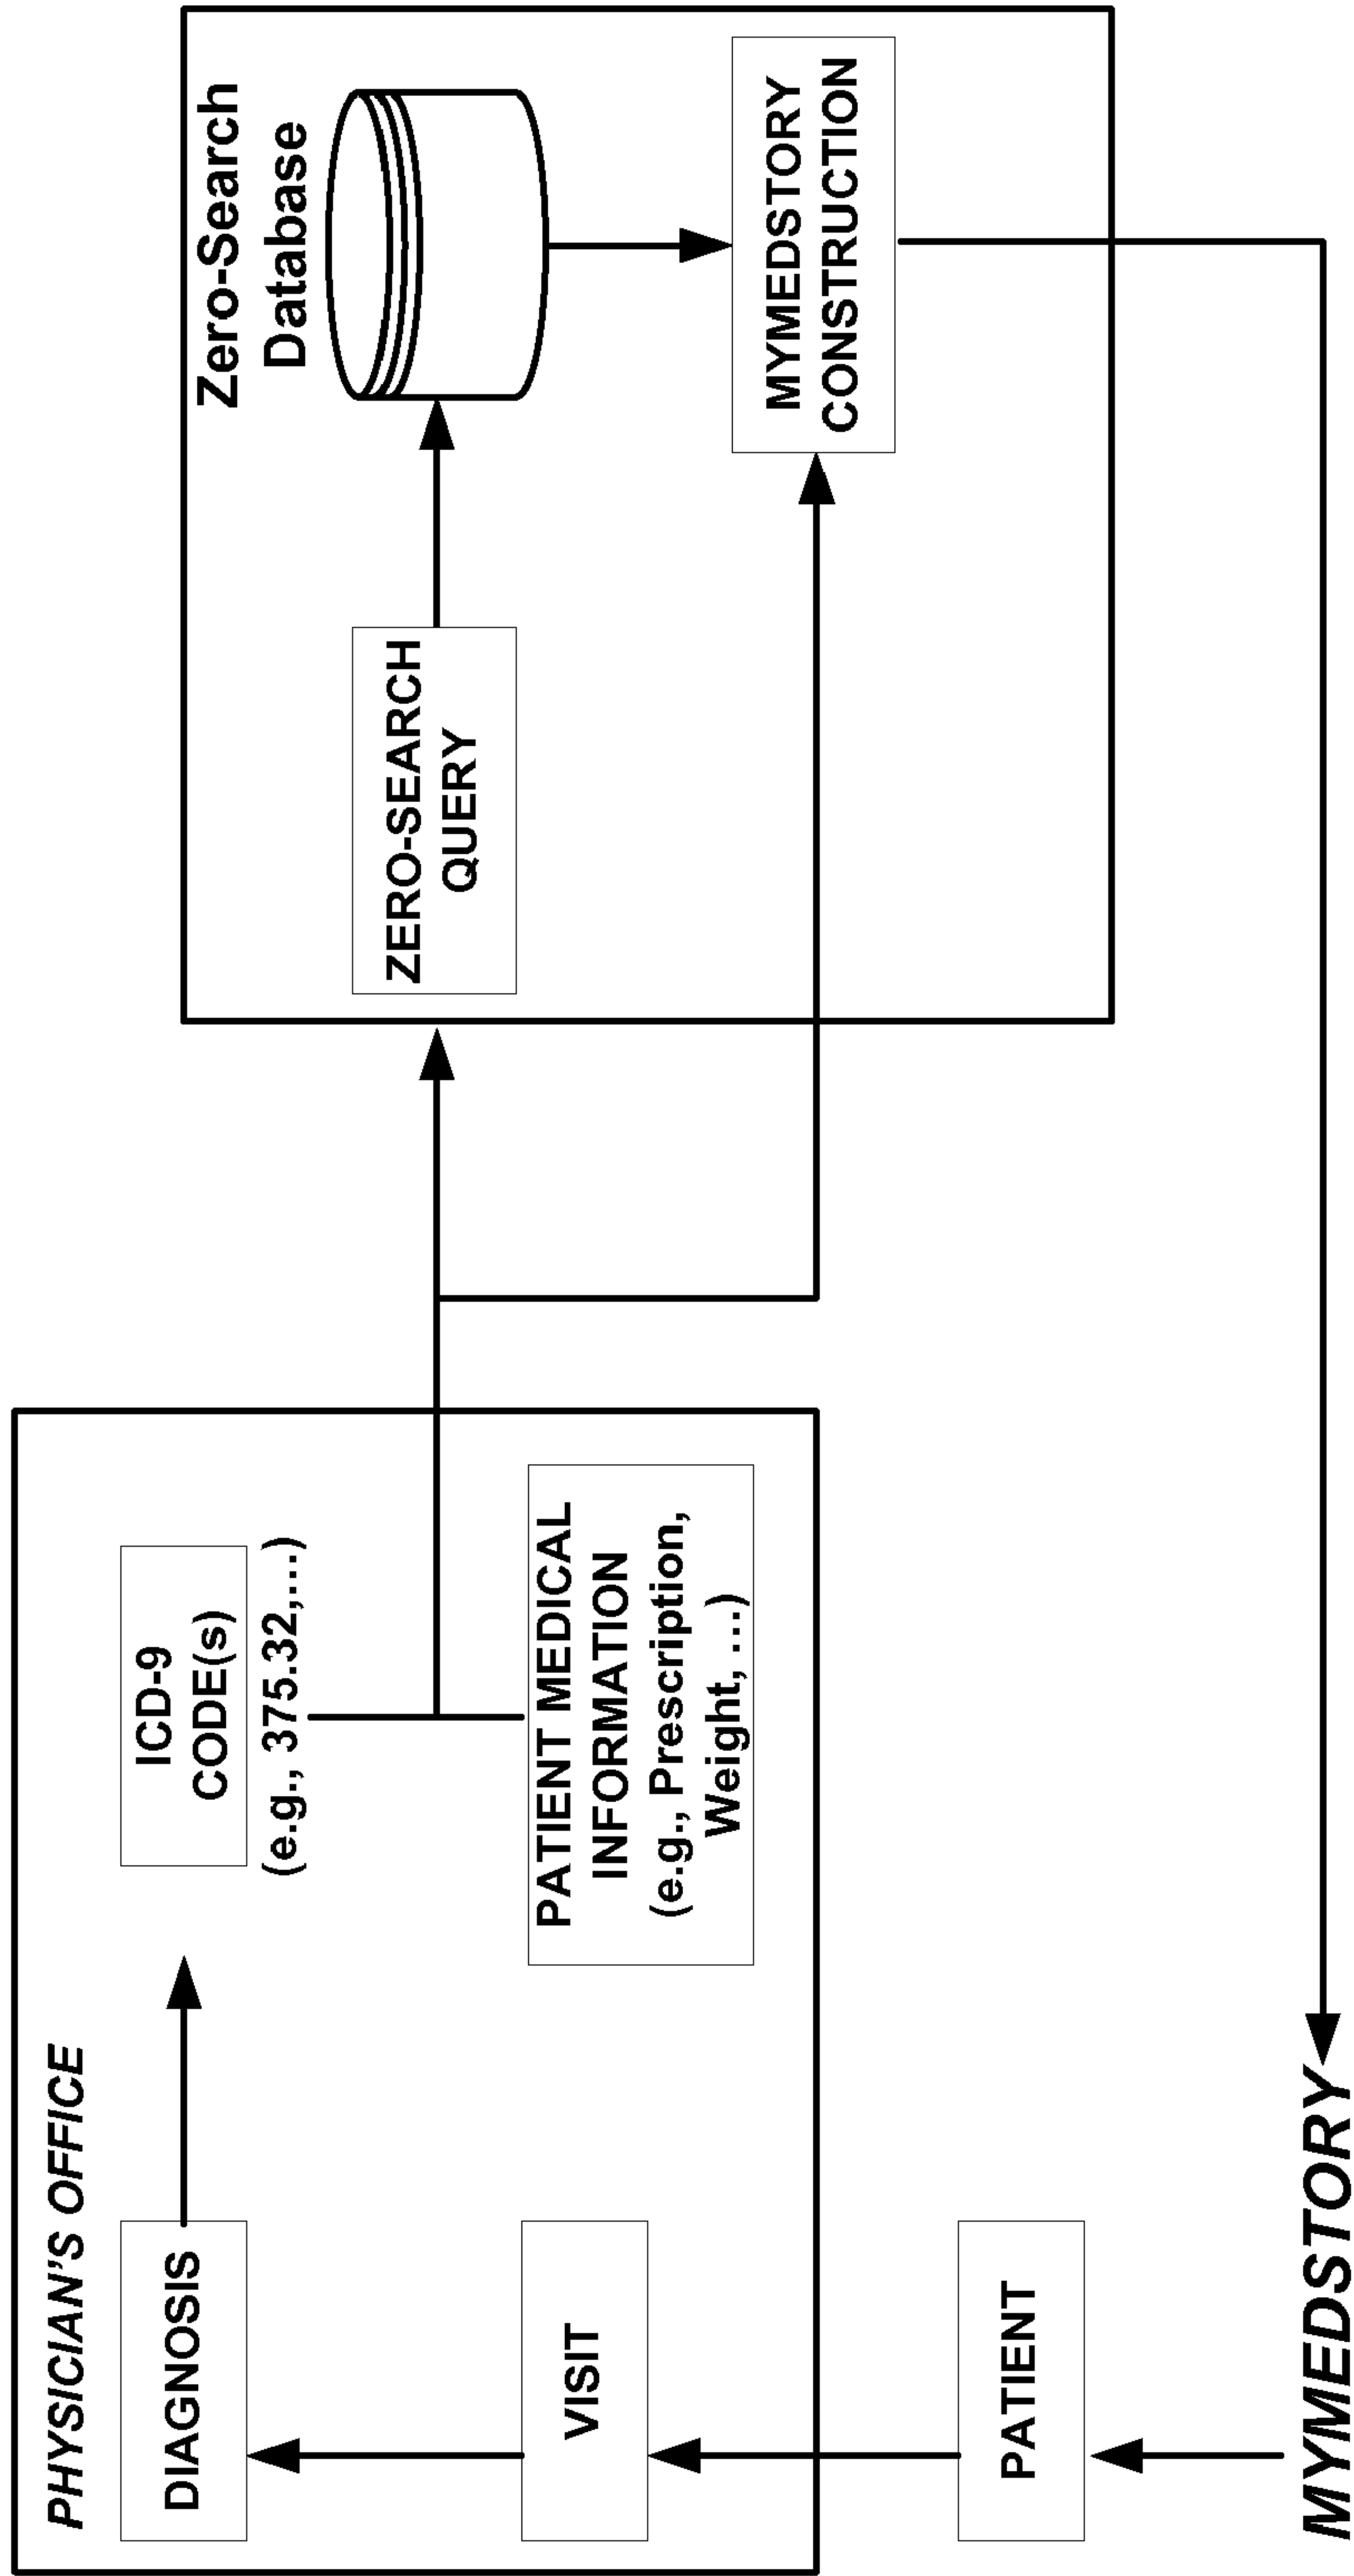 PHYSICIAN'S OFFICE
DIAGNOSIS
ICD-9
CODE(s)
(e.g., 375.32,...)
VISIT
PATIENT MEDICAL
INFORMATION
(e.g., Prescription,
Weight, ...)
PATIENT
MYMEDSTORY
Zero-Search
Database
ZERO-SEARCH
QUERY
MYMEDSTORY
CONSTRUCTION